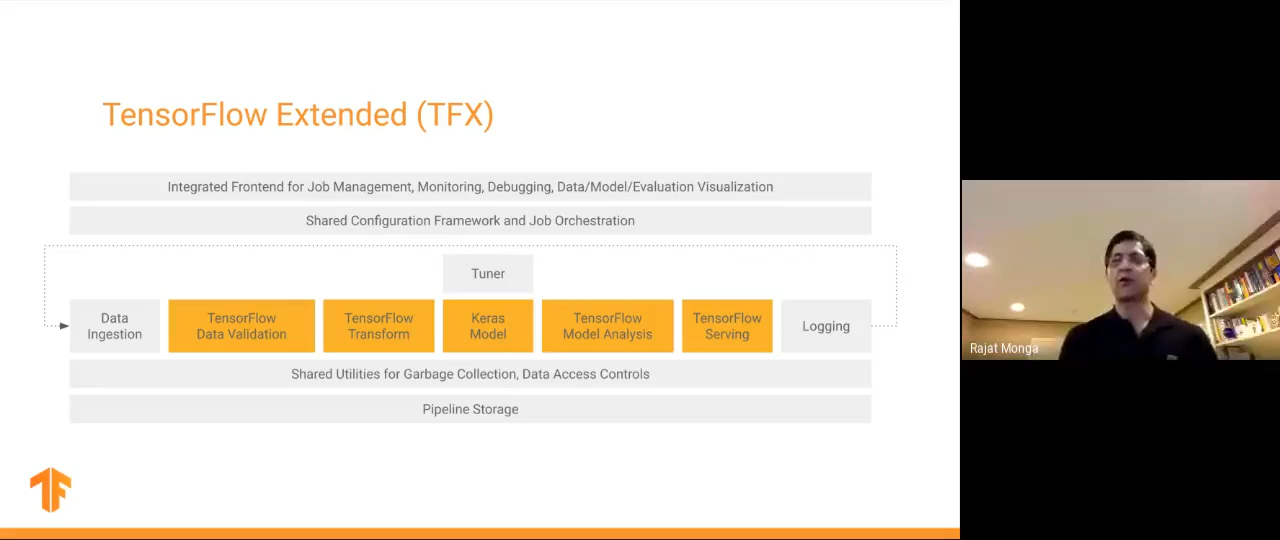 TensorFlow Extended (TFX)
Integrated Frontend for Job Management, Monitoring, Debugging, Data/Model/Evaluation Visualization
Shared Configuration Framework and Job Orchestration
Tuner
Data
Ingestion
TensorFlow
Data Validation
TensorFlow
Transform
Keras
Model
TensorFlow
Model Analysis
TensorFlow
Serving
Logging
Shared Utilities for Garbage Collection, Data Access Controls
Pipeline Storage
Rajat Monga